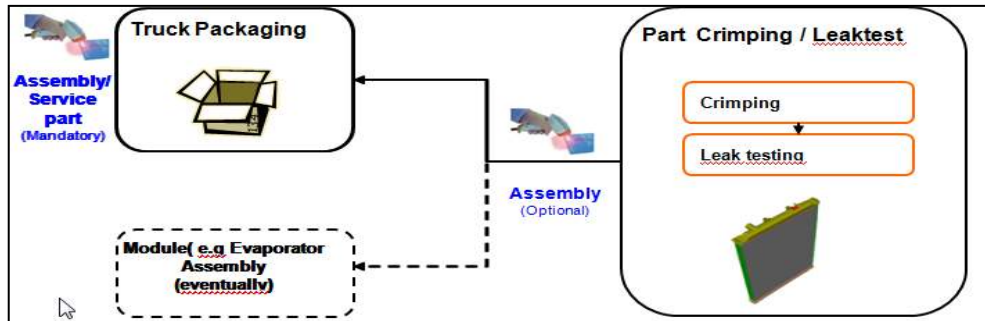 Truck Packaging
Assembly/
Service
part
(Mandatory)
Module( e.g Evaporator
Assembly
(eventually)
Assembly
(Optional)
Part Crimping / Leaktest
Crimping
Leak testing